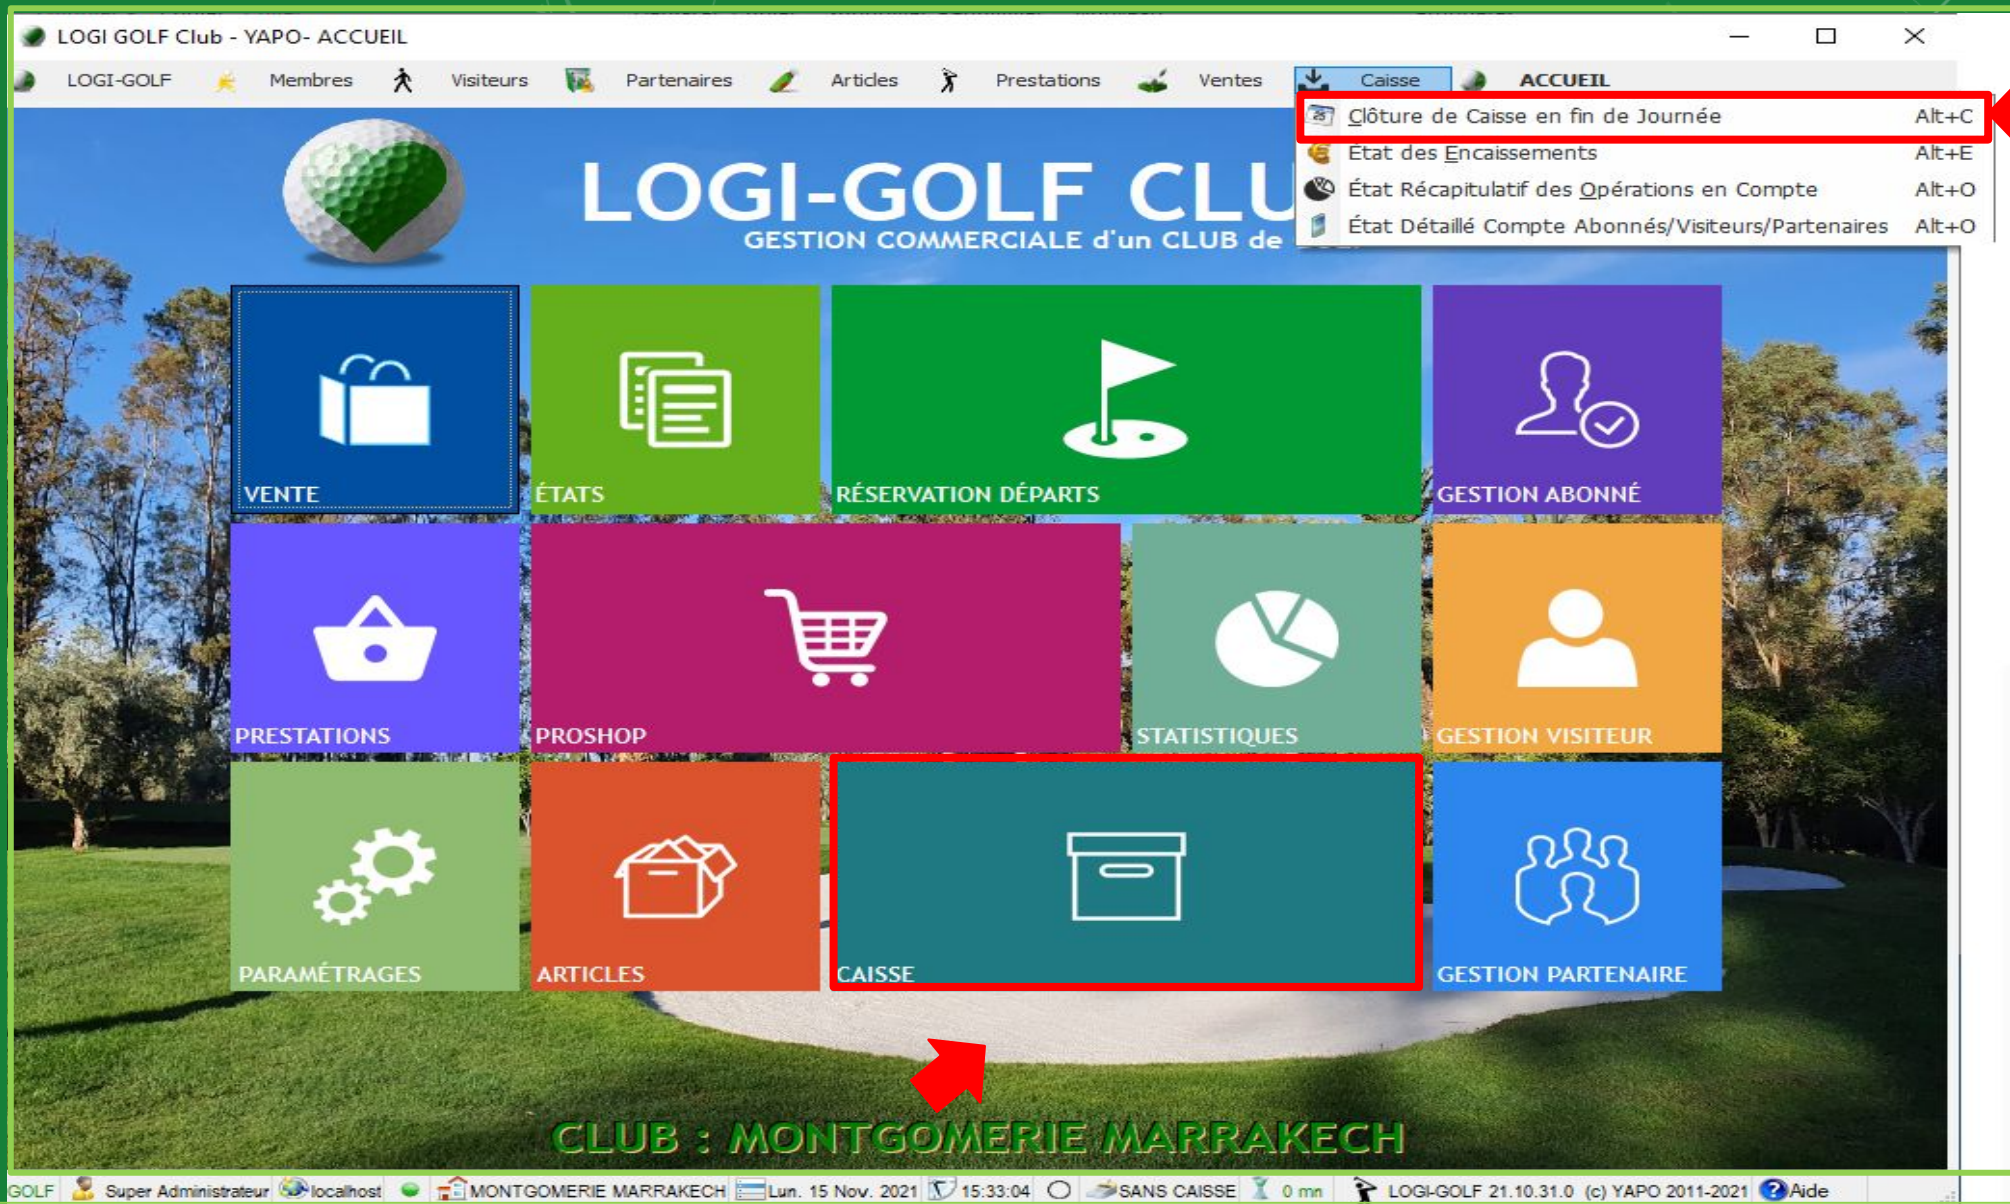 LOGI GOLF Club - YAPO- ACCUEIL
LOGI-GOLF Membres Visiteurs Partenaires Articles Prestations Ventes Caisse ACCUEIL
Clôture de Caisse en fin de Journée Alt+C
État des Encaissements Alt+E
État Récapitulatif des Opérations en Compte Alt+O
État Détaillé Compte Abonnés/Visiteurs/Partenaires Alt+O
LOGI-GOLF CLU
GESTION COMMERCIALE d'un CLUB de
VENTE
ÉTATS
RÉSERVATION DÉPARTS
GESTION ABONNÉ
PRESTATIONS
PROSHOP
STATISTIQUES
GESTION VISITEUR
PARAMÉTRAGES
ARTICLES
CAISSE
GESTION PARTENAIRE
CLUB : MONTGOMERIE MARRAKECH
GOLF Super Administrateur localhost MONTGOMERIE MARRAKECH Lun. 15 Nov. 2021 15:33:04 SANS CAISSE 0 mn LOGI-GOLF 21.10.31.0 (c) YAPO 2011-2021 Aide